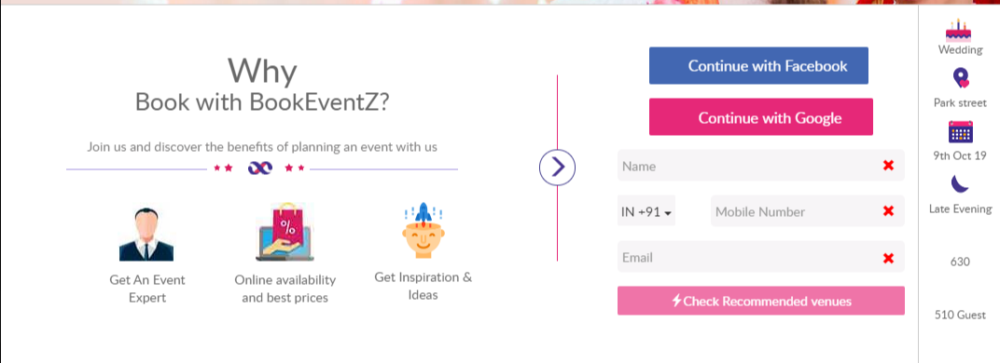 Why
Book with BookEventZ?
Join us and discover the benefits of planning an event with us
Get An Event
Expert
Online availability
and best prices
%
Get Inspiration &
Ideas
Continue with Facebook
Continue with Google
Name
IN +91
Mobile Number
Email
Check Recommended venues
Wedding
Park street
9th Oct 19
Late Evening
630
510 Guest